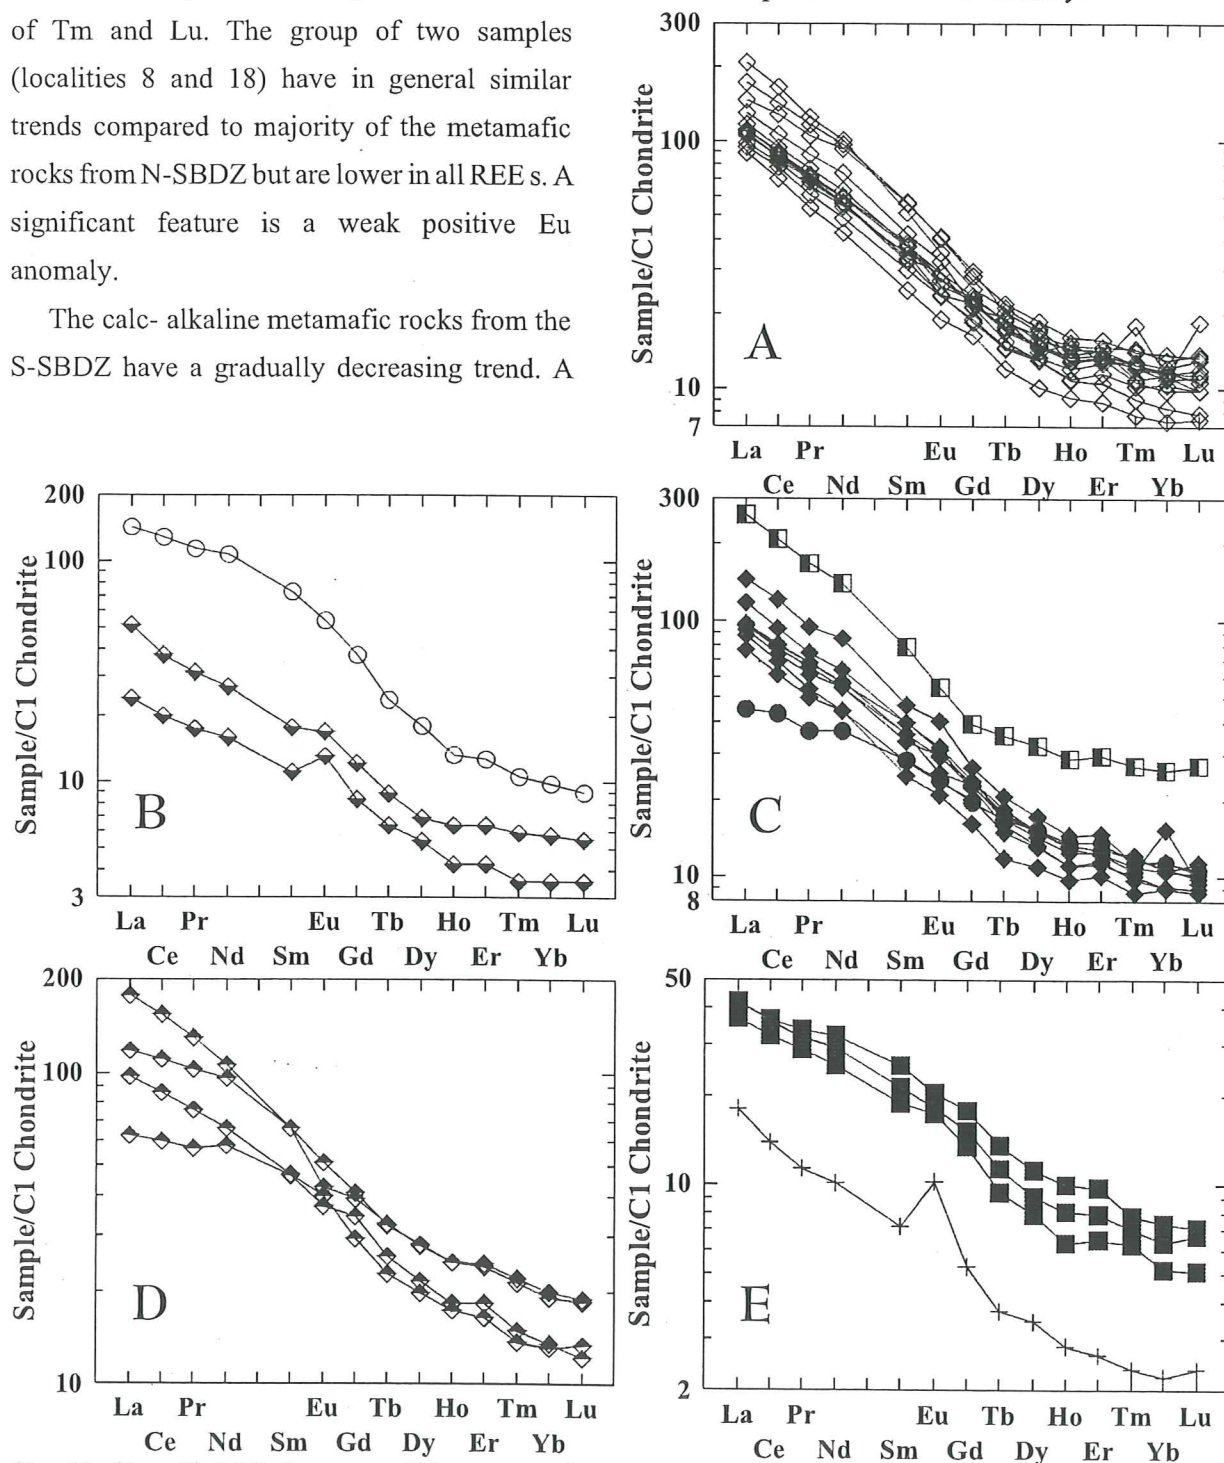 of Tm and Lu. The group of two samples
(localities 8 and 18) have in general similar
trends compared to majority of the metamafic
rocks from N-SBDZ but are lower in all REE s. A
significant feature is a weak positive Eu
anomaly.
The calc- alkaline metamafic rocks from the
S-SBDZ have a gradually decreasing trend. A
300
100
10
7
Sample/C1 Chondrite
A
La Pr Eu Tb Ho Tm Lu
Ce Nd Sm Gd Dy Er Yb
200
100
10
3
Sample/C1 Chondrite
B
La Pr Eu Tb Ho Tm Lu
Ce Nd Sm Gd Dy Er Yb
300
100
10
8
Sample/C1 Chondrite
C
La Pr Eu Tb Ho Tm Lu
Ce Nd Sm Gd Dy Er Yb
200
100
10
Sample/C1 Chondrite
D
La Pr Eu Tb Ho Tm Lu
Ce Nd Sm Gd Dy Er Yb
50
10
2
Sample/C1 Chondrite
E
La Pr Eu Tb Ho Tm Lu
Ce Nd Sm Gd Dy Er Yb